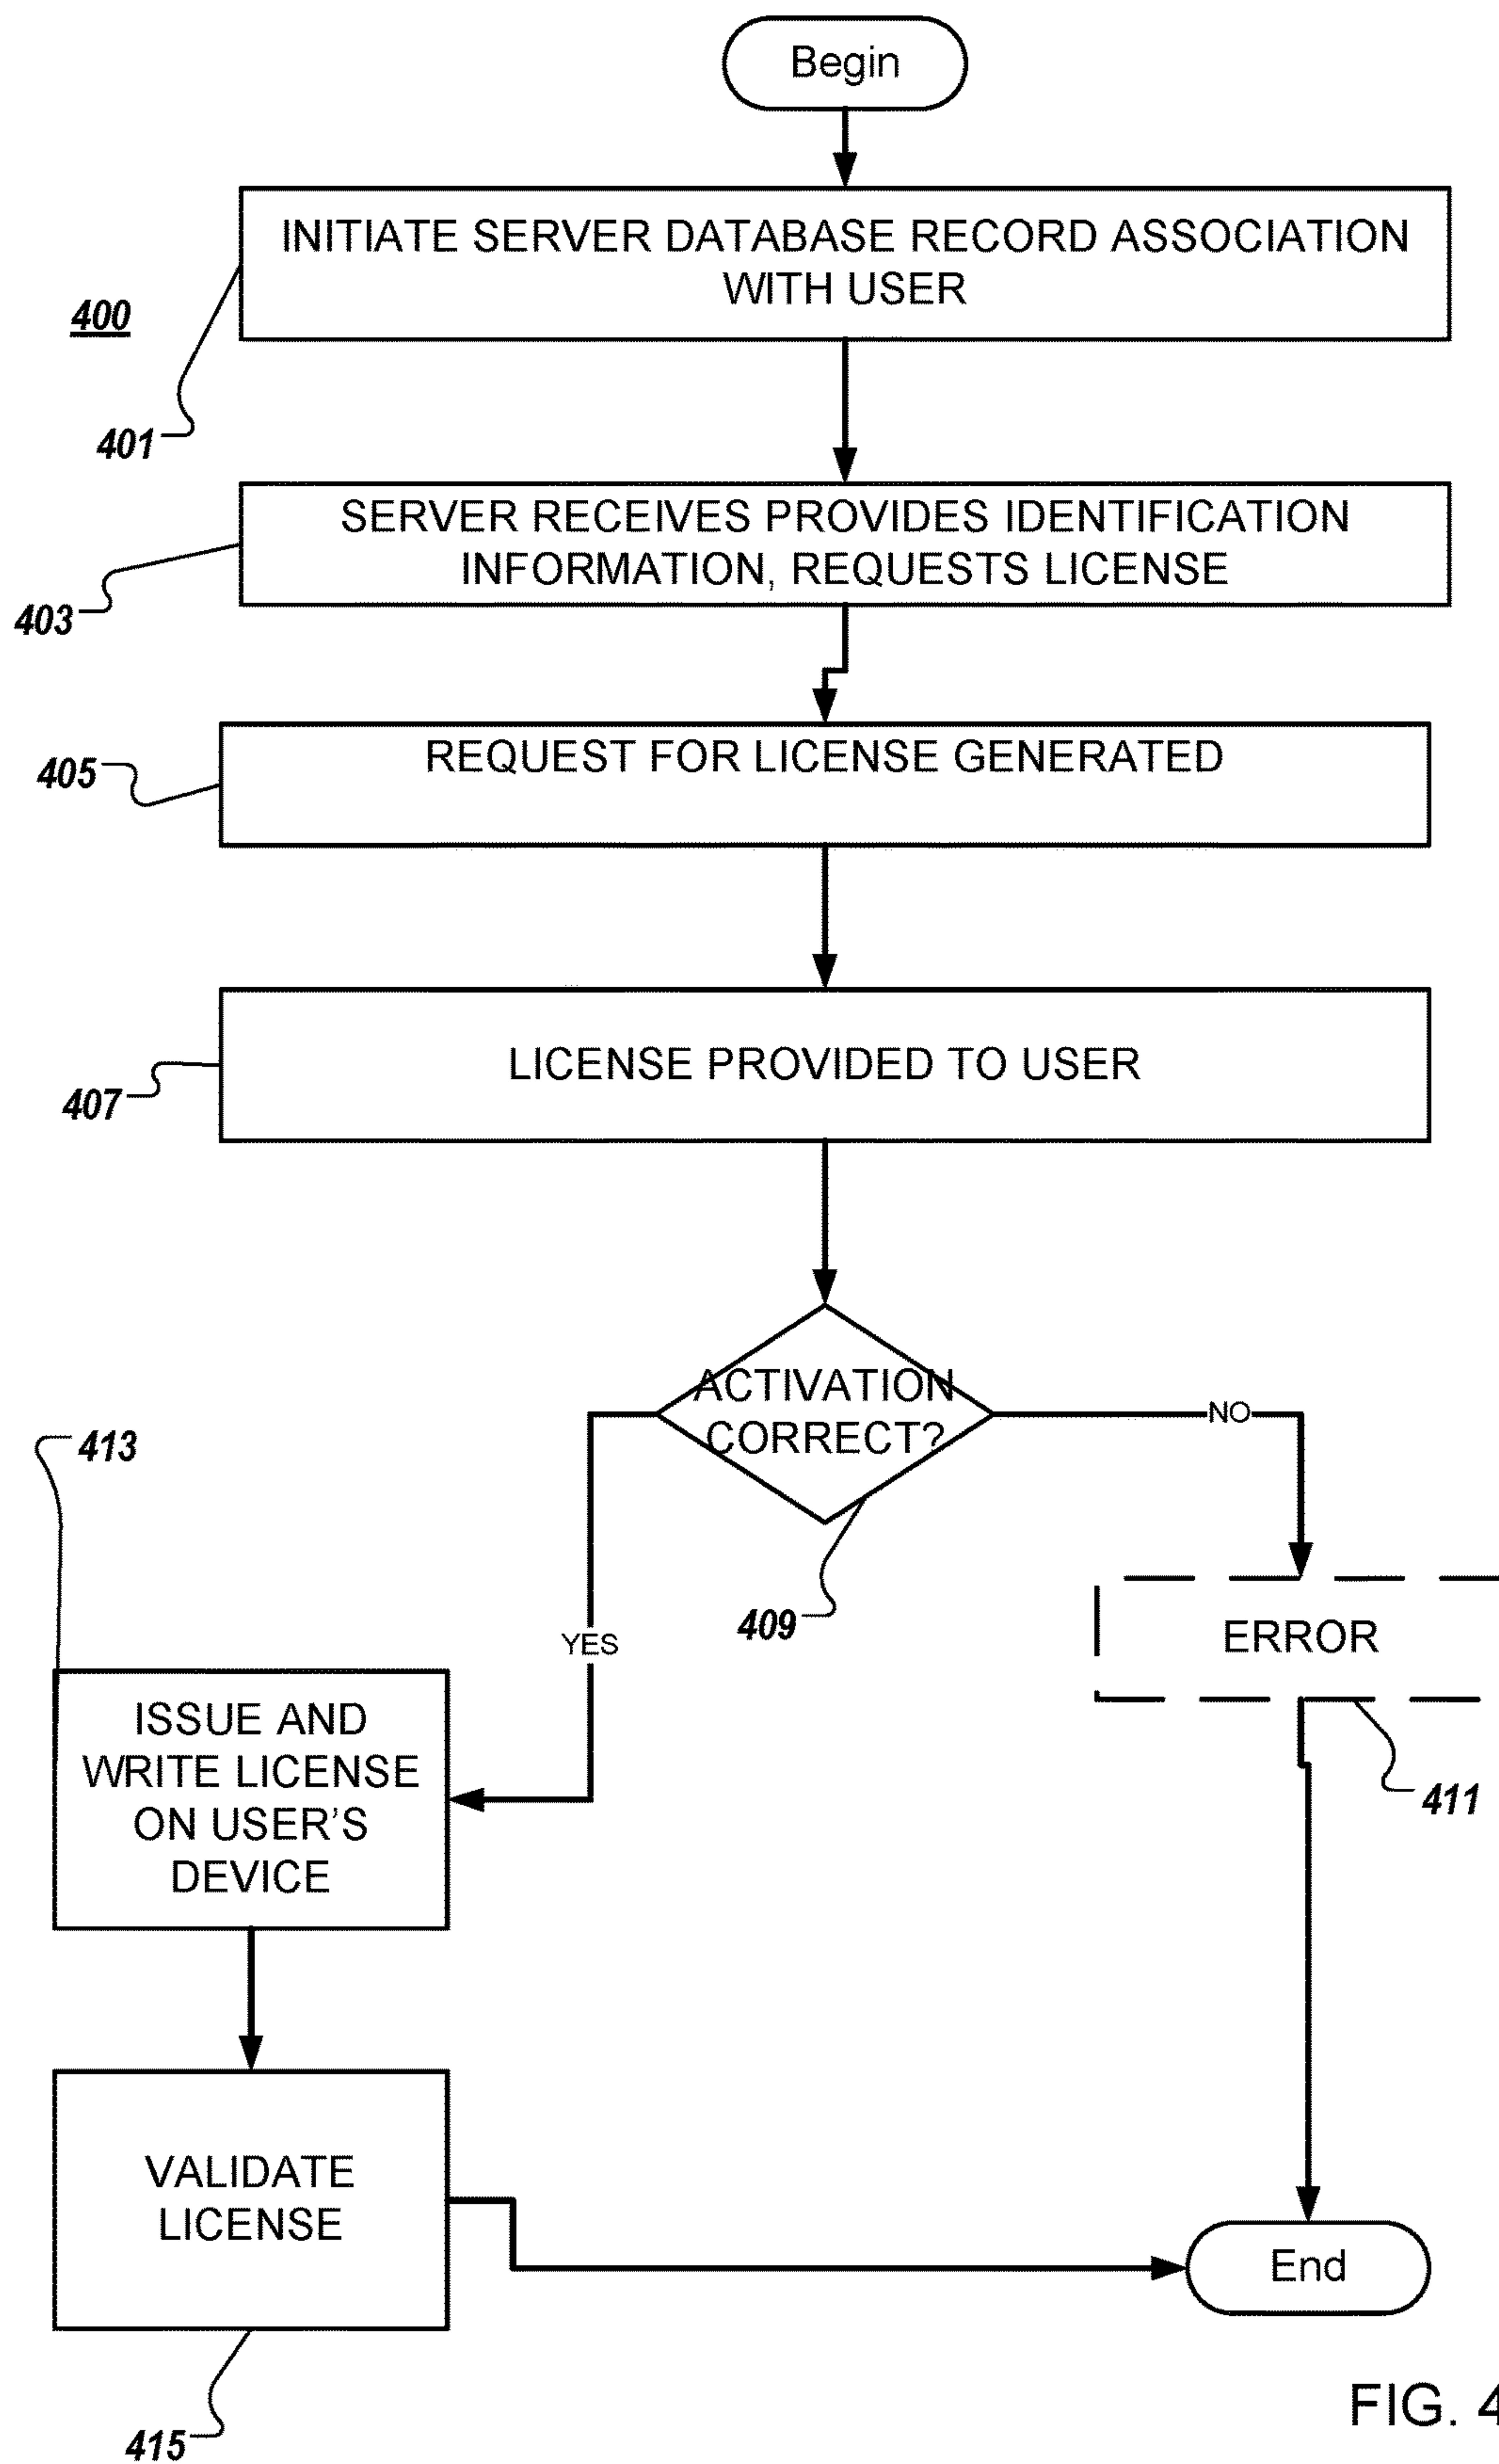 Begin
INITIATE SERVER DATABASE RECORD ASSOCIATION
WITH USER
400
401
SERVER RECEIVES PROVIDES IDENTIFICATION
INFORMATION, REQUESTS LICENSE
403
REQUEST FOR LICENSE GENERATED
405
LICENSE PROVIDED TO USER
407
ACTIVATION
CORRECT?
NO
413
409
YES
ERROR
ISSUE AND
WRITE LICENSE
ON USER'S
DEVICE
411
VALIDATE
LICENSE
End
FIG. 4
415